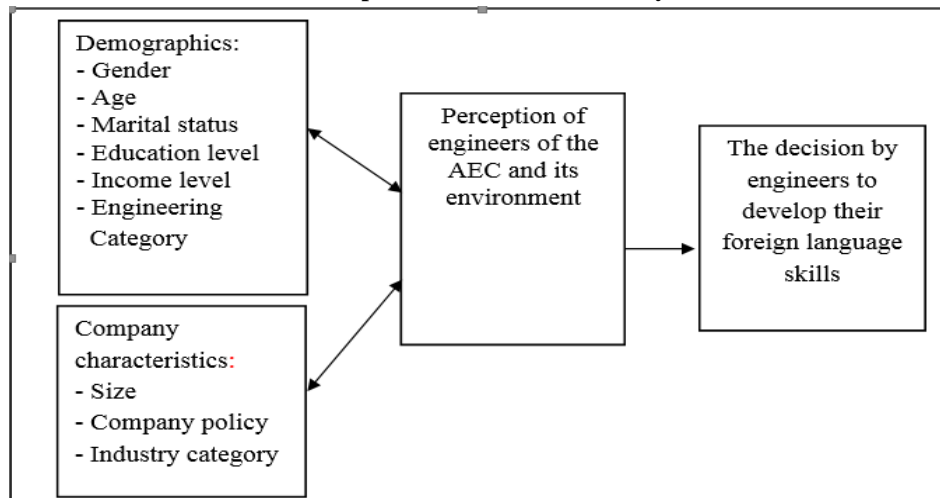 Demographics:
- Gender
- Age
- Marital status
- Education level
- Income level
- Engineering
Category
Company
characteristics:
- Size
- Company policy
- Industry category
Perception of
engineers of the
AEC and its
environment
The decision by
engineers to
develop their
foreign language
skills